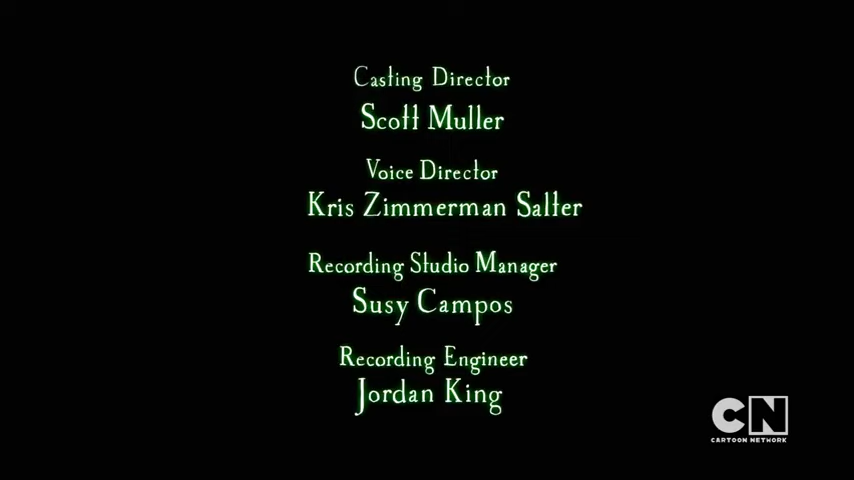 Casting Director
Scott Muller
Voice Director
Kris Zimmerman Salter
Recording Studio Manager
Susy Campos
Recording Engineer
Jordan King
CN
CARTOON NETWORK